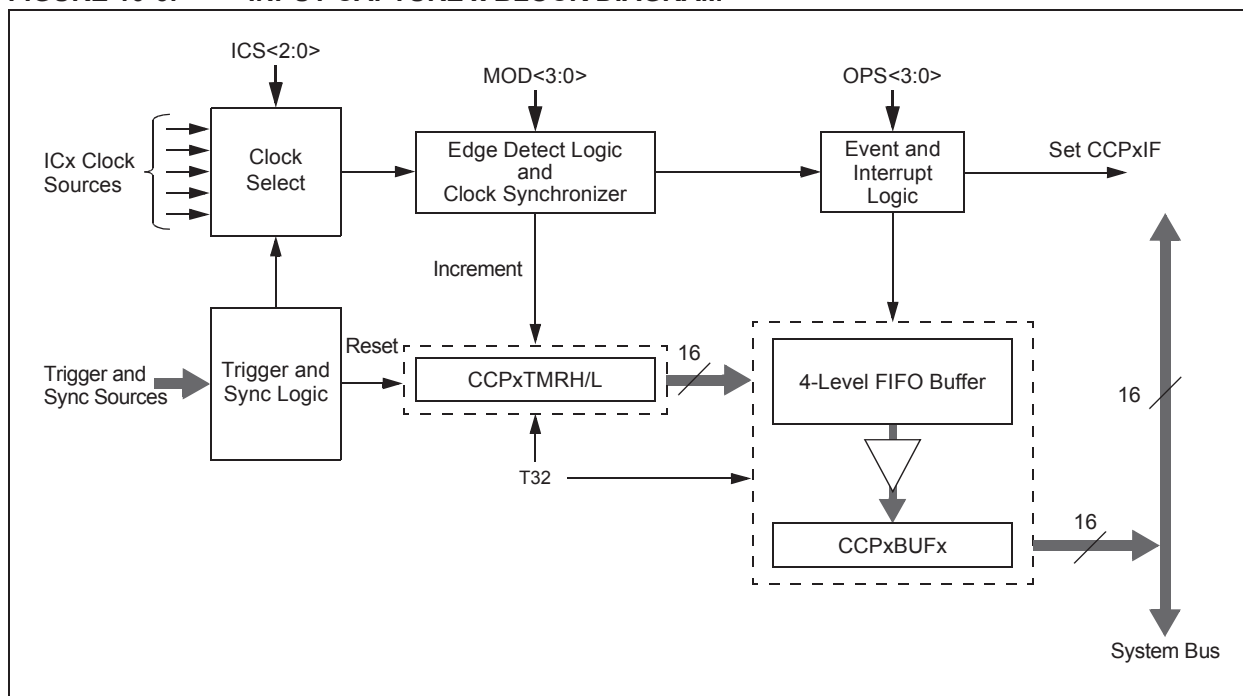 ICS<2:0>
MOD<3:0>
OPS<3:0>
ICx Clock
Sources
Clock
Select
Edge Detect Logic
and
Clock Synchronizer
Event and
Interrupt
Logic
Set CCPxIF
Increment
Trigger and
Sync Sources
Trigger and
Sync Logic
Reset
CCPxTMRH/L
16
4-Level FIFO Buffer
16
T32
CCPxBUFx
16
System Bus